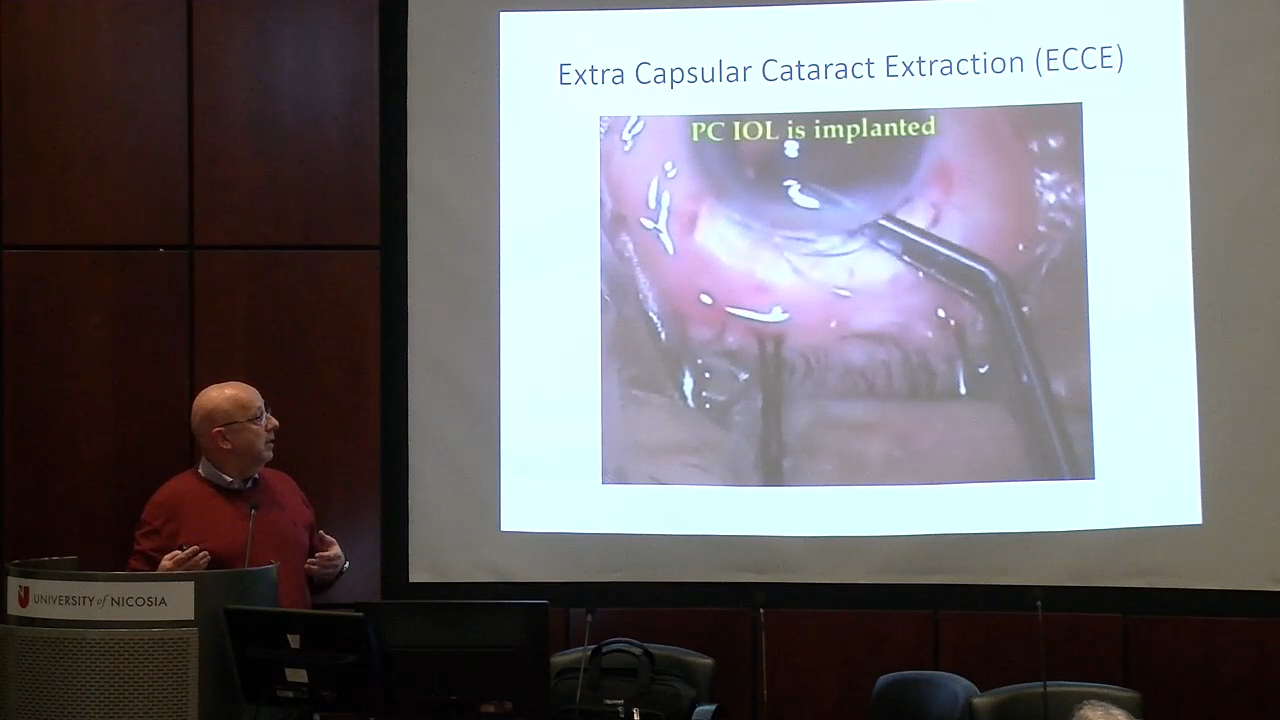 Extra Capsular Cataract Extraction (ECCE)
PC IOL is implanted
UNIVERSITY of NICOSIA